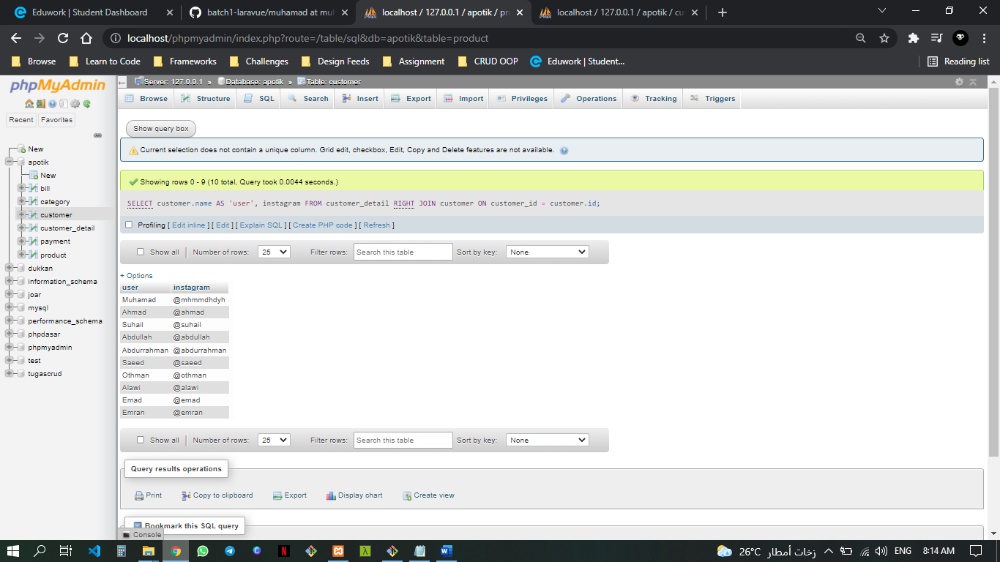 Eduwork | Student Dashboard
batch1-laravue/muhamad at mul
localhost / 127.0.0.1 / apotik / pro
localhost / 127.0.0.1 / apotik / cus
localhost/phpmyadmin/index.php?route=/table/sql&db=apotik&table=product
Browse Learn to Code Frameworks Challenges Design Feeds Assignment CRUD OOP Eduwork | Student... Reading list
phpMyAdmin
Recent Favorites
New
apotik
New
bill
category
customer
customer_detail
payment
product
dukkan
information_schema
joar
mysql
performance_schema
phpdasar
phpmyadmin
test
tugascrud
Server: 127.0.0.1 » Database: apotik » Table: customer
Browse Structure SQL Search Insert Export Import Privileges Operations Tracking Triggers
Show query box
Current selection does not contain a unique column. Grid edit, checkbox, Edit, Copy and Delete features are not available.
Showing rows 0 - 9 (10 total, Query took 0.0044 seconds.)
SELECT customer.name AS 'user', instagram FROM customer_detail RIGHT JOIN customer ON customer_id = customer.id;
Profiling [ Edit inline ] [ Edit ] [ Explain SQL ] [ Create PHP code ] [ Refresh ]
Show all Number of rows: 25 Filter rows: Search this table Sort by key: None
+ Options
user instagram
Muhamad @mhmmdhdyh
Ahmad @ahmad
Suhail @suhail
Abdullah @abdullah
Abdurrahman @abdurrahman
Saeed @saeed
Othman @othman
Alawi @alawi
Emad @emad
Emran @emran
Show all Number of rows: 25 Filter rows: Search this table Sort by key: None
Query results operations
Print Copy to clipboard Export Display chart Create view
Bookmark this SQL query
Console
26°C زخات أمطار ENG 8:14 AM